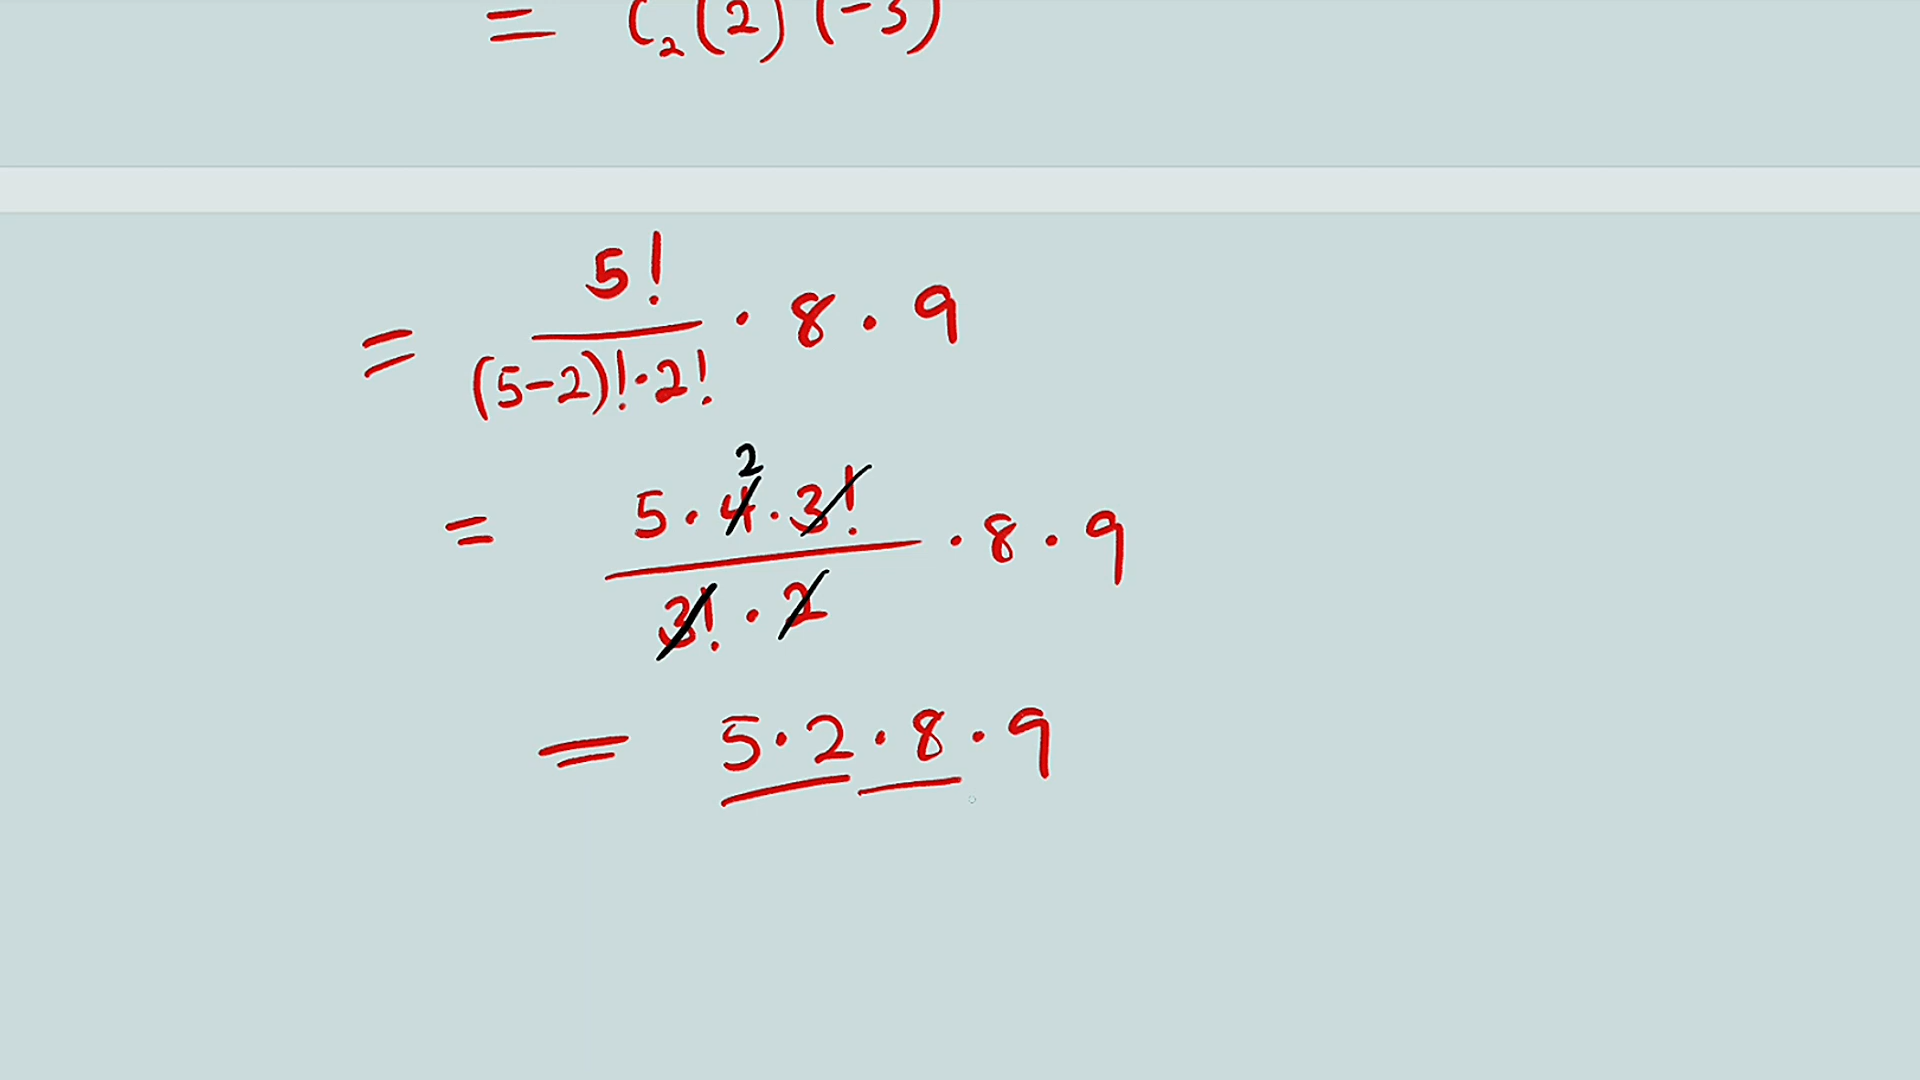 = C₂(2)(-3)
= 5!/((5-2)!·2!) · 8 · 9
2
= (5·4·3!)/(3!·2) · 8 · 9
= 5·2·8·9